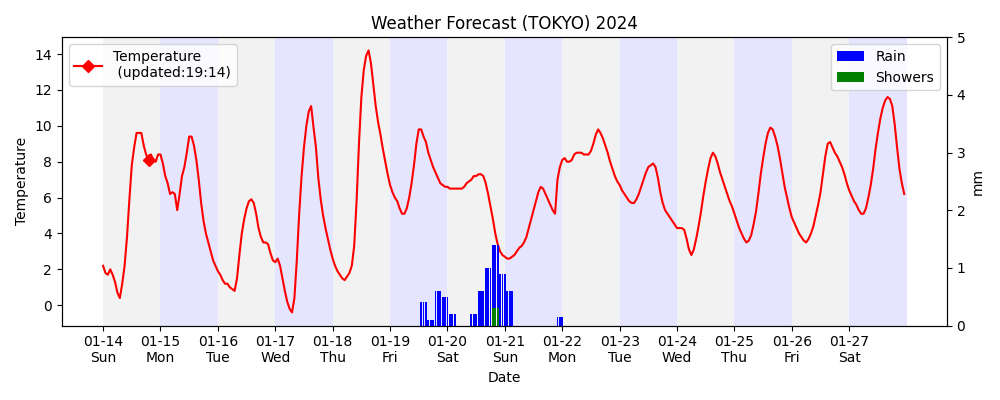 Weather Forecast (TOKYO) 2024
Temperature
(updated:19:14)
Rain
Showers
Temperature
14
12
10
8
6
4
2
0
5
4
3
2
1
0
mm
01-14 01-15 01-16 01-17 01-18 01-19 01-20 01-21 01-22 01-23 01-24 01-25 01-26 01-27
Sun Mon Tue Wed Thu Fri Sat Sun Mon Tue Wed Thu Fri Sat
Date